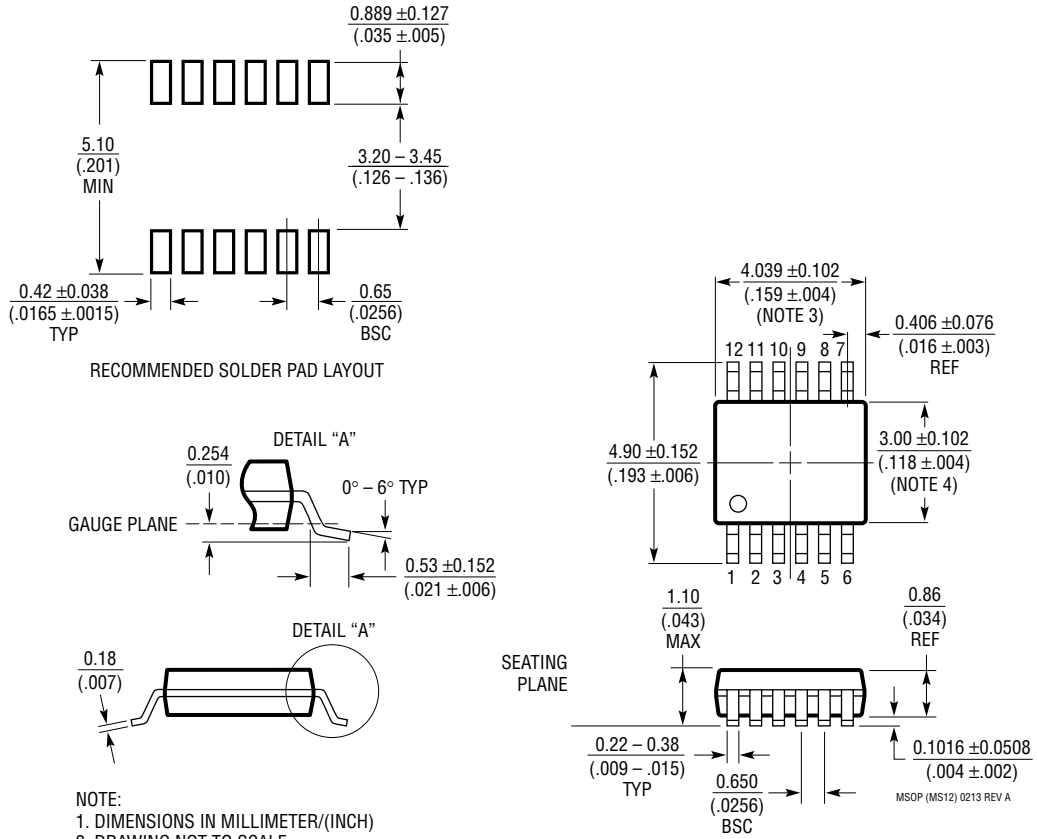 0.889 ±0.127
(.035 ±.005)
5.10
(.201)
MIN
3.20 – 3.45
(.126 – .136)
0.42 ±0.038
(.0165 ±.0015)
TYP
0.65
(.0256)
BSC
RECOMMENDED SOLDER PAD LAYOUT
4.039 ±0.102
(.159 ±.004)
(NOTE 3)
0.406 ±0.076
(.016 ±.003)
REF
12 11 10 9 8 7
4.90 ±0.152
(.193 ±.006)
3.00 ±0.102
(.118 ±.004)
(NOTE 4)
1 2 3 4 5 6
DETAIL “A”
0.254
(.010)
0° – 6° TYP
GAUGE PLANE
0.53 ±0.152
(.021 ±.006)
DETAIL “A”
0.18
(.007)
1.10
(.043)
MAX
0.86
(.034)
REF
SEATING
PLANE
0.22 – 0.38
(.009 – .015)
TYP
0.650
(.0256)
BSC
0.1016 ±0.0508
(.004 ±.002)
MSOP (MS12) 0213 REV A
NOTE:
1. DIMENSIONS IN MILLIMETER/(INCH)
2. DRAWING NOT TO SCALE